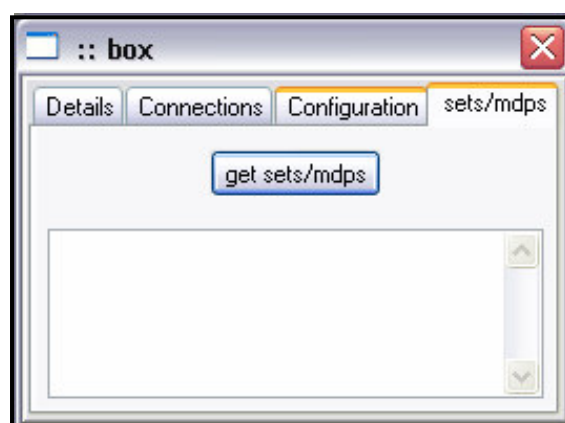 :: box
Details Connections Configuration sets/mdps
get sets/mdps